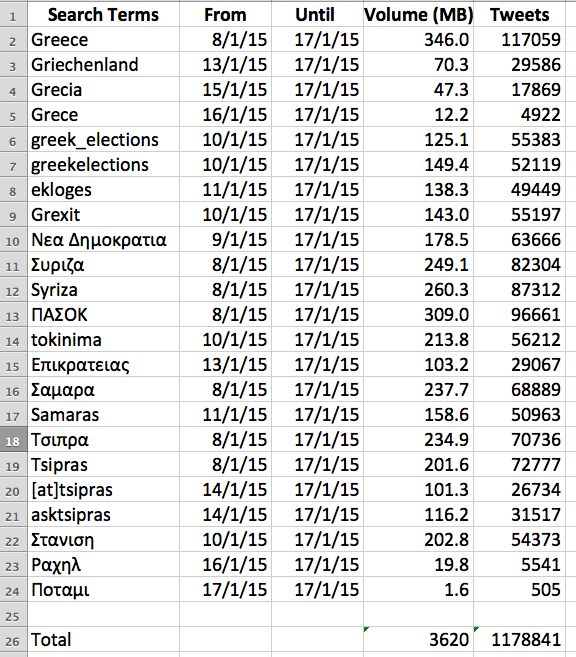 1 Search Terms From Until Volume (MB) Tweets
2 Greece 8/1/15 17/1/15 346.0 117059
3 Griechenland 13/1/15 17/1/15 70.3 29586
4 Grecia 15/1/15 17/1/15 47.3 17869
5 Grece 16/1/15 17/1/15 12.2 4922
6 greek_elections 10/1/15 17/1/15 125.1 55383
7 greekelections 10/1/15 17/1/15 149.4 52119
8 ekloges 11/1/15 17/1/15 138.3 49449
9 Grexit 10/1/15 17/1/15 143.0 55197
10 Νεα Δημοκρατια 9/1/15 17/1/15 178.5 63666
11 Συριζα 8/1/15 17/1/15 249.1 82304
12 Syriza 8/1/15 17/1/15 260.3 87312
13 ΠΑΣΟΚ 8/1/15 17/1/15 309.0 96661
14 tokinima 10/1/15 17/1/15 213.8 56212
15 Επικρατειας 13/1/15 17/1/15 103.2 29067
16 Σαμαρα 8/1/15 17/1/15 237.7 68889
17 Samaras 11/1/15 17/1/15 158.6 50963
18 Τσιπρα 8/1/15 17/1/15 234.9 70736
19 Tsipras 8/1/15 17/1/15 201.6 72777
20 [at]tsipras 14/1/15 17/1/15 101.3 26734
21 asktsipras 14/1/15 17/1/15 116.2 31517
22 Στανιση 10/1/15 17/1/15 202.8 54373
23 Ραχηλ 16/1/15 17/1/15 19.8 5541
24 Ποταμι 17/1/15 17/1/15 1.6 505
25
26 Total 3620 1178841